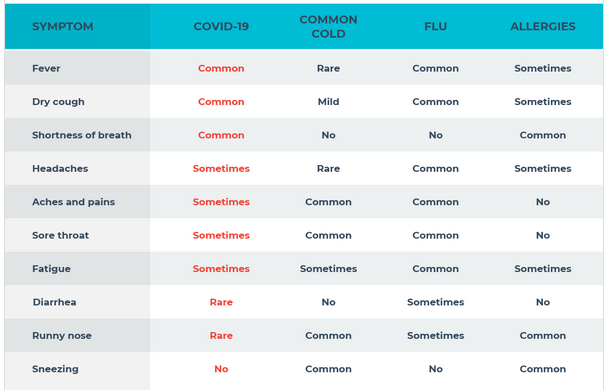 SYMPTOM COVID-19 COMMON COLD FLU ALLERGIES
Fever Common Rare Common Sometimes
Dry cough Common Mild Common Sometimes
Shortness of breath Common No No Common
Headaches Sometimes Rare Common Sometimes
Aches and pains Sometimes Common Common No
Sore throat Sometimes Common Common No
Fatigue Sometimes Sometimes Common Sometimes
Diarrhea Rare No Sometimes No
Runny nose Rare Common Sometimes Common
Sneezing No Common No Common